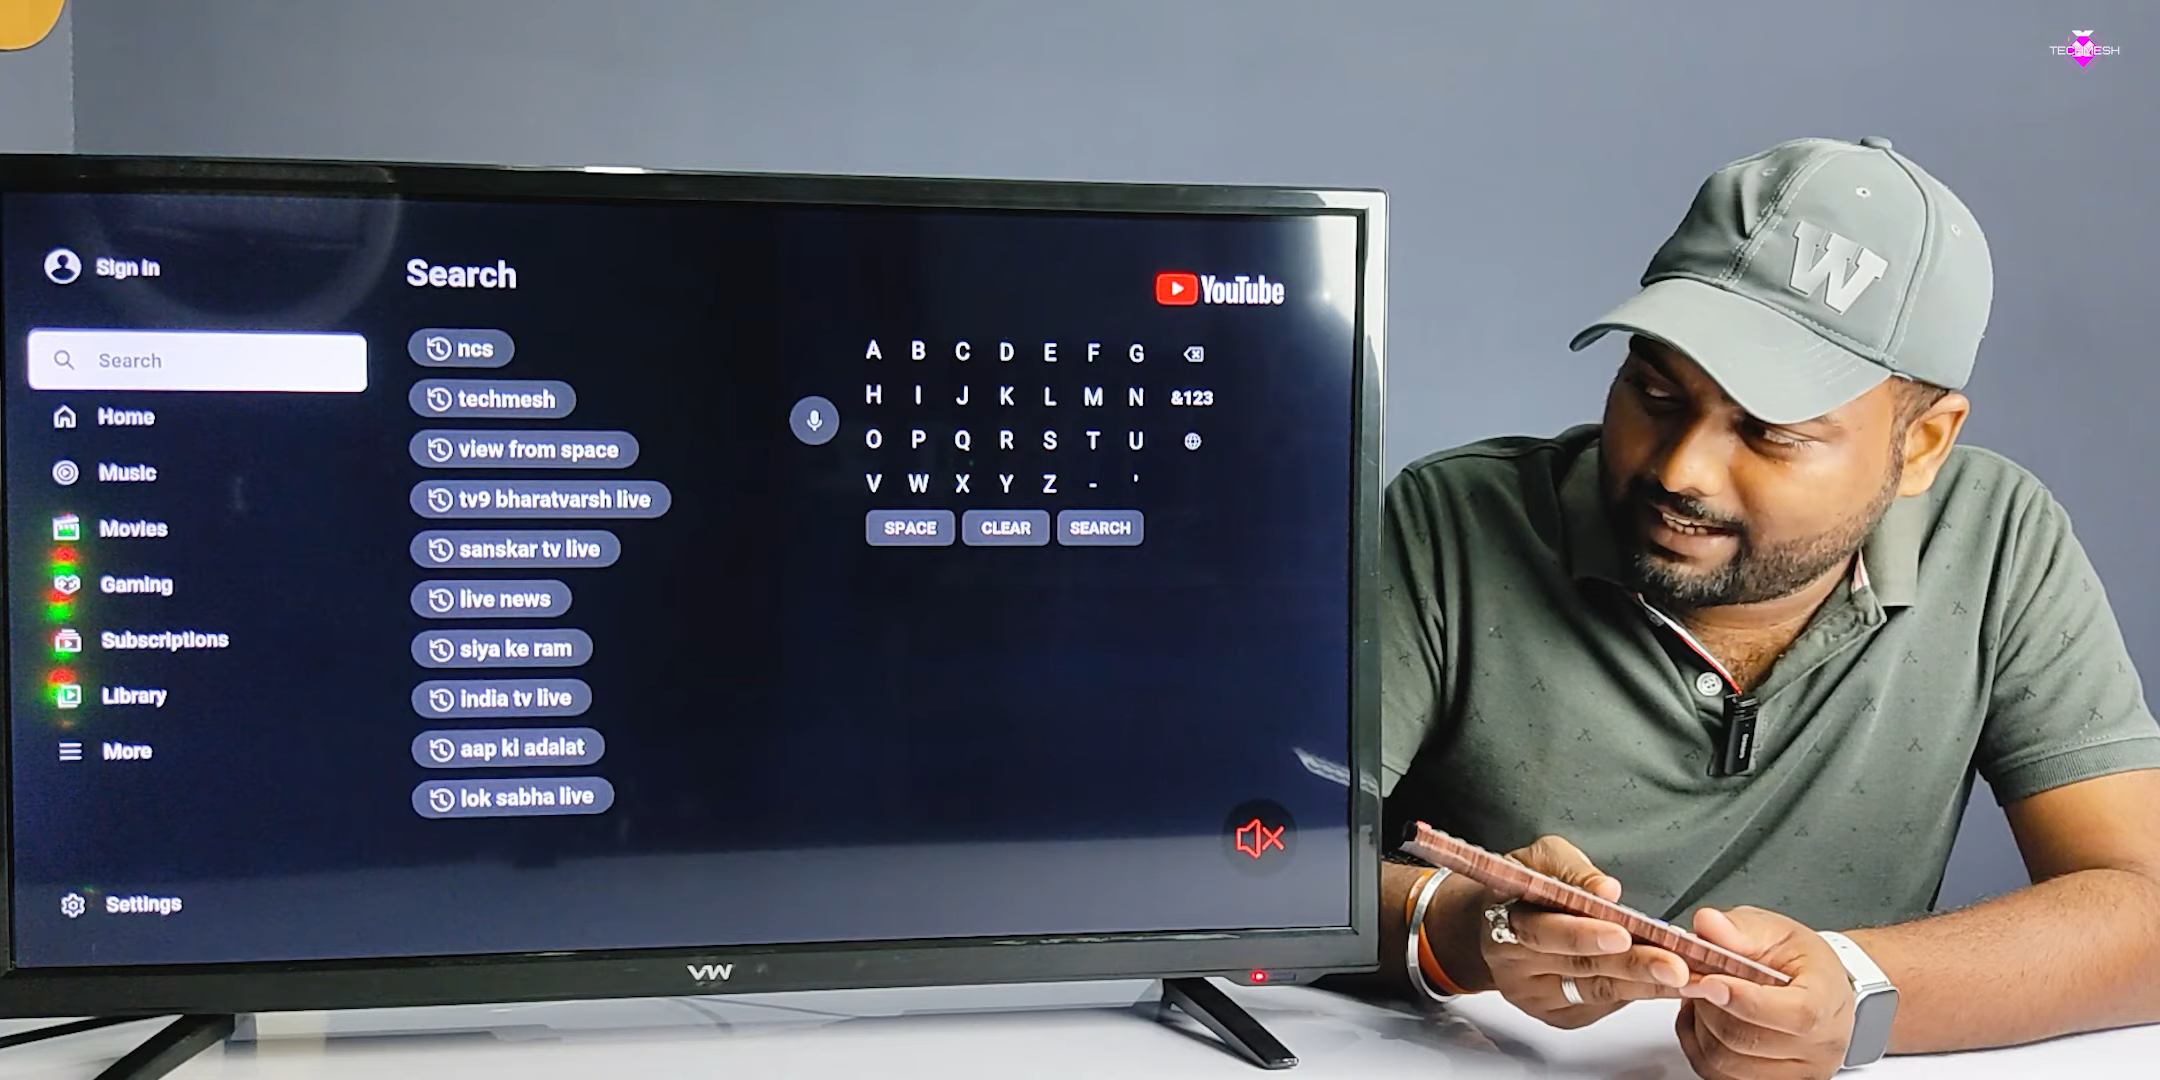 TECHMESH
W
Sign in
Search
Home
Music
Movies
Gaming
Subscriptions
Library
More
Settings
Search
ncs
techmesh
view from space
tv9 bharatvarsh live
sanskar tv live
live news
siya ke ram
india tv live
aap ki adalat
lok sabha live
YouTube
A B C D E F G
H I J K L M N &123
O P Q R S T U
V W X Y Z - '
SPACE CLEAR SEARCH
VW